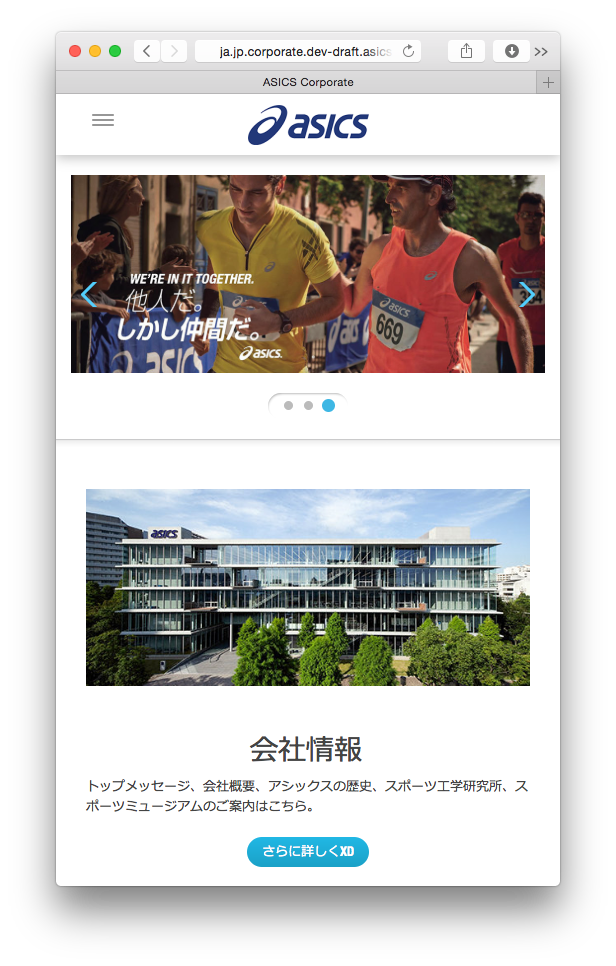 ja.jp.corporate.dev-draft.asics
ASICS Corporate
asics
WE'RE IN IT TOGETHER.
他人だ。
しかし仲間だ。
asics.
asics
669
asics
会社情報
トップメッセージ、会社概要、アシックスの歴史、スポーツ工学研究所、ス
ポーツミュージアムのご案内はこちら。
さらに詳しくXD